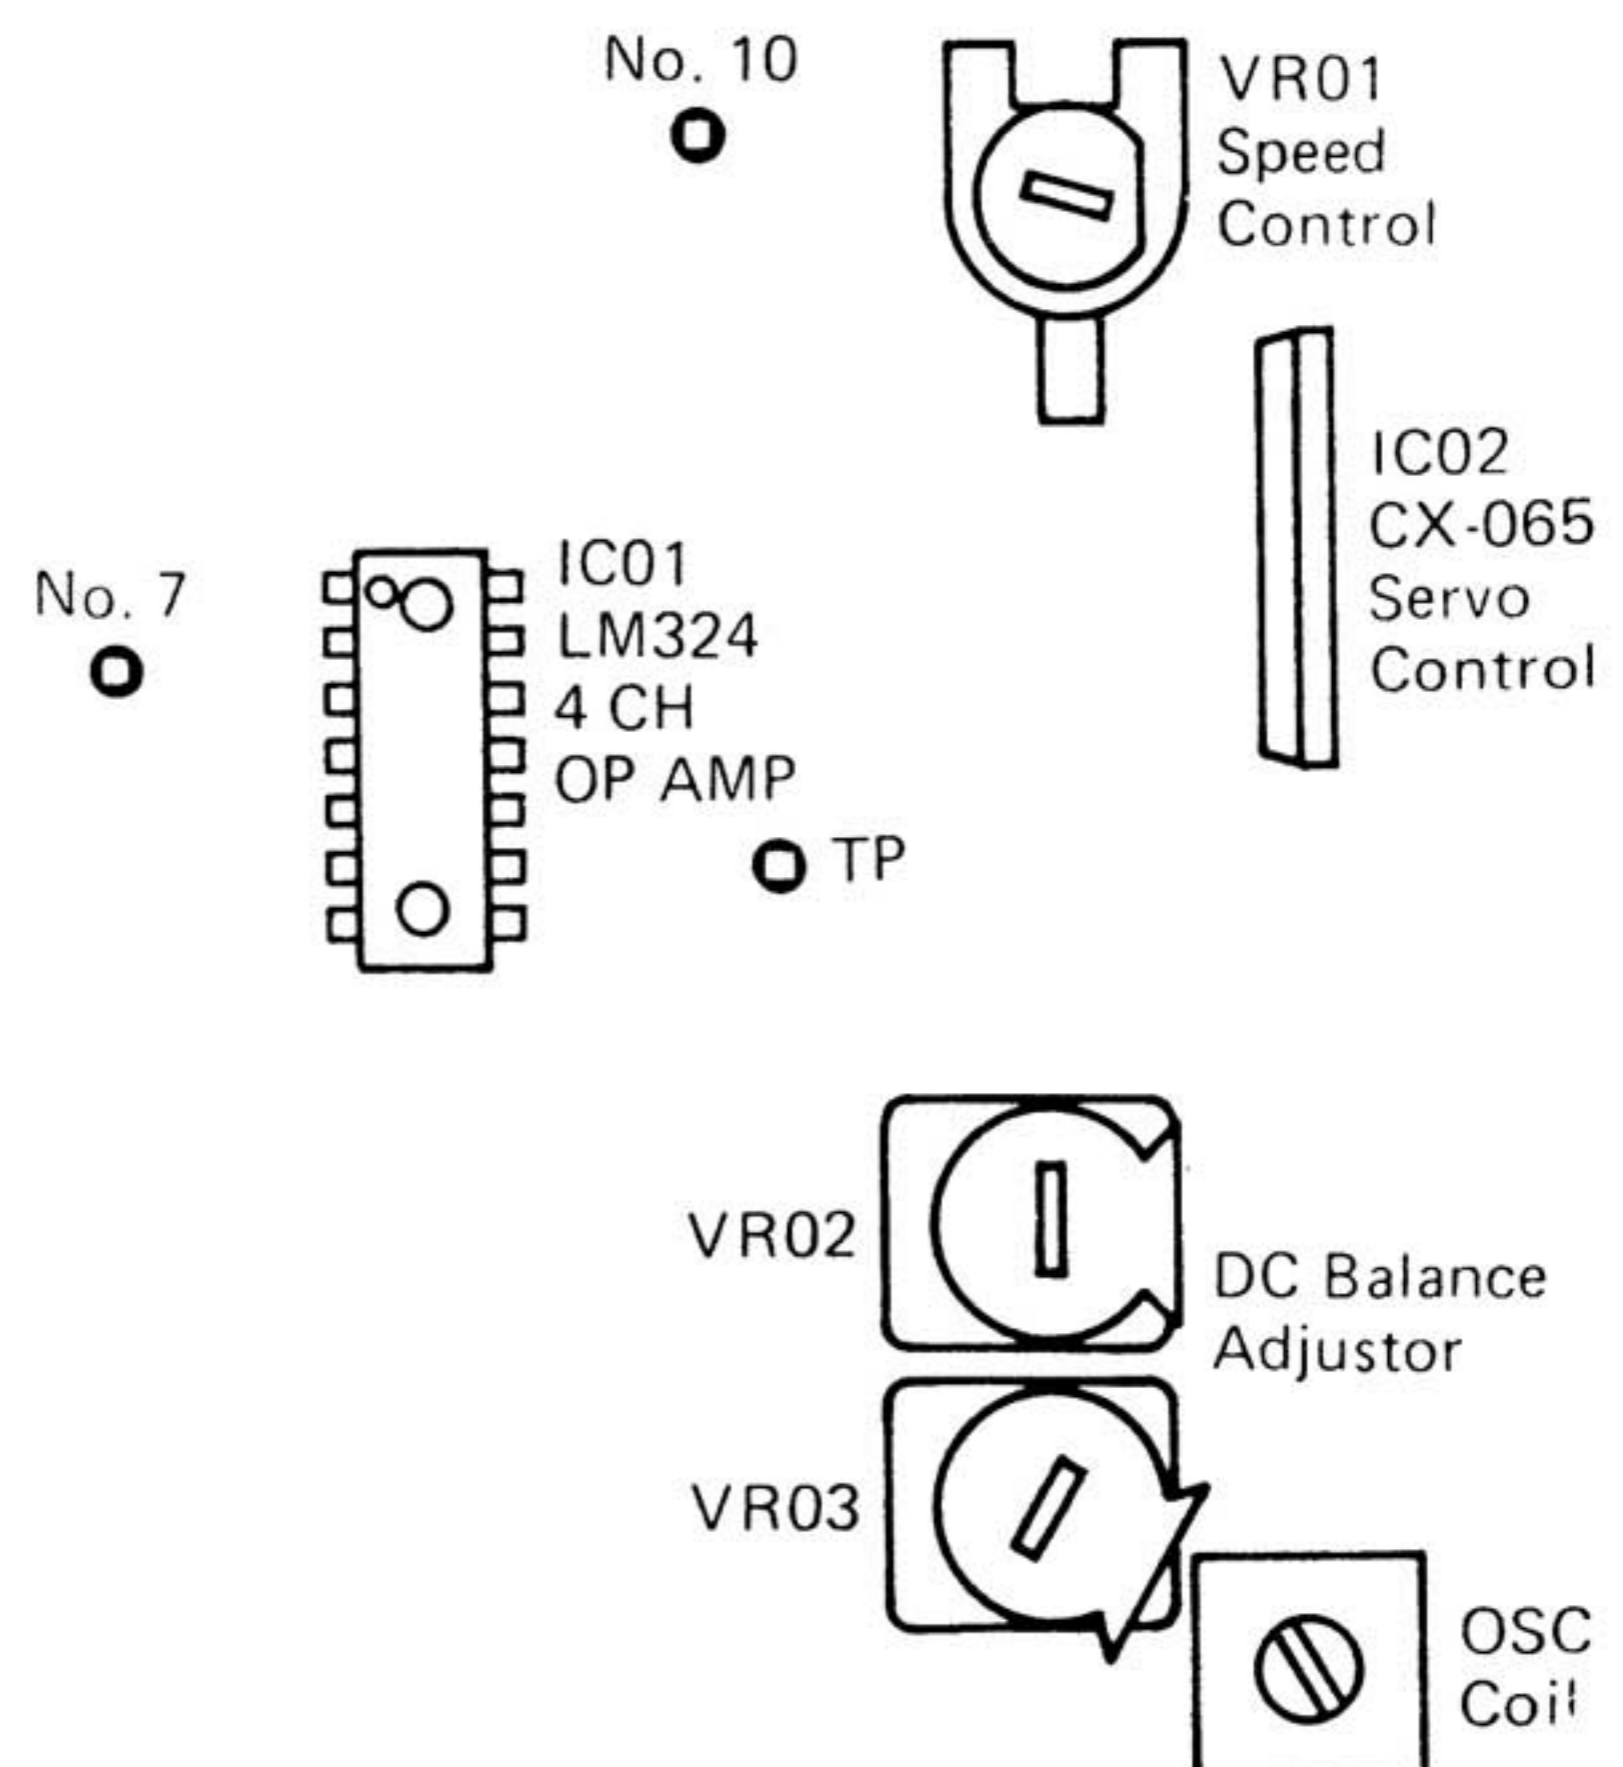 No. 10
VR01
Speed
Control
IC02
CX-065
Servo
Control
No. 7
IC01
LM324
4 CH
OP AMP
TP
VR02
DC Balance
Adjustor
VR03
OSC
Coil